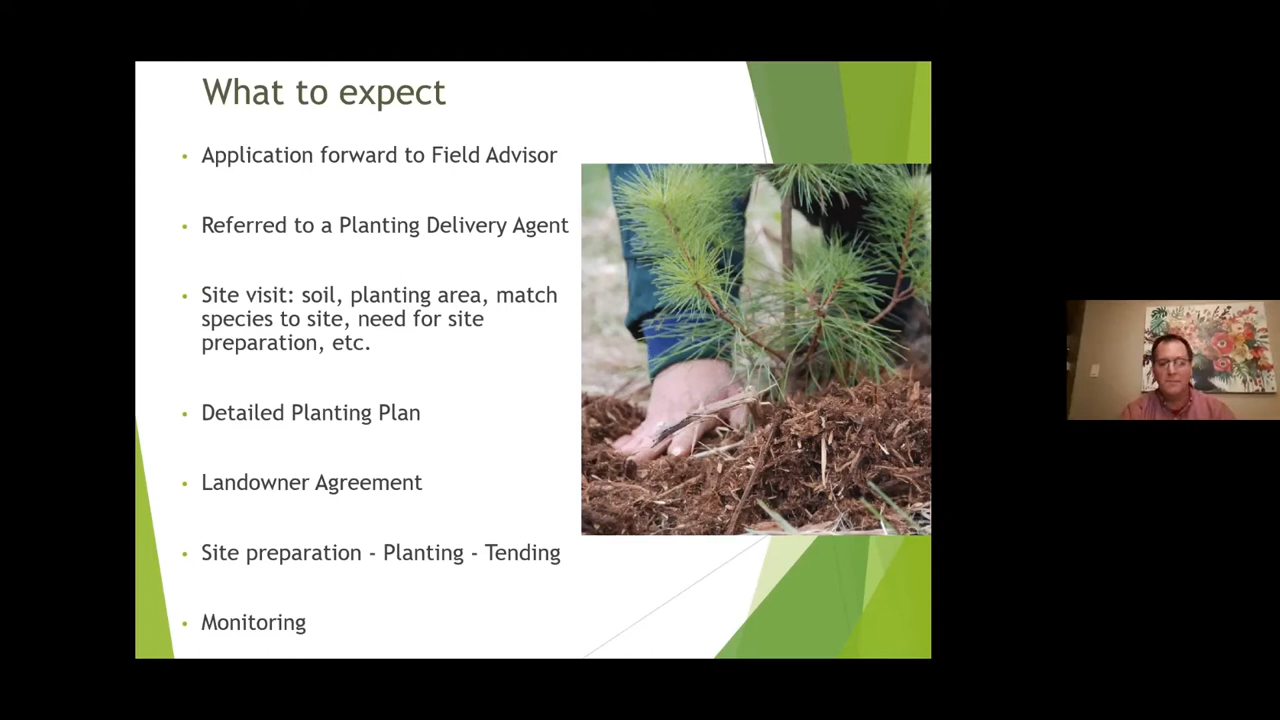 What to expect
• Application forward to Field Advisor
• Referred to a Planting Delivery Agent
• Site visit: soil, planting area, match
species to site, need for site
preparation, etc.
• Detailed Planting Plan
• Landowner Agreement
• Site preparation - Planting - Tending
• Monitoring